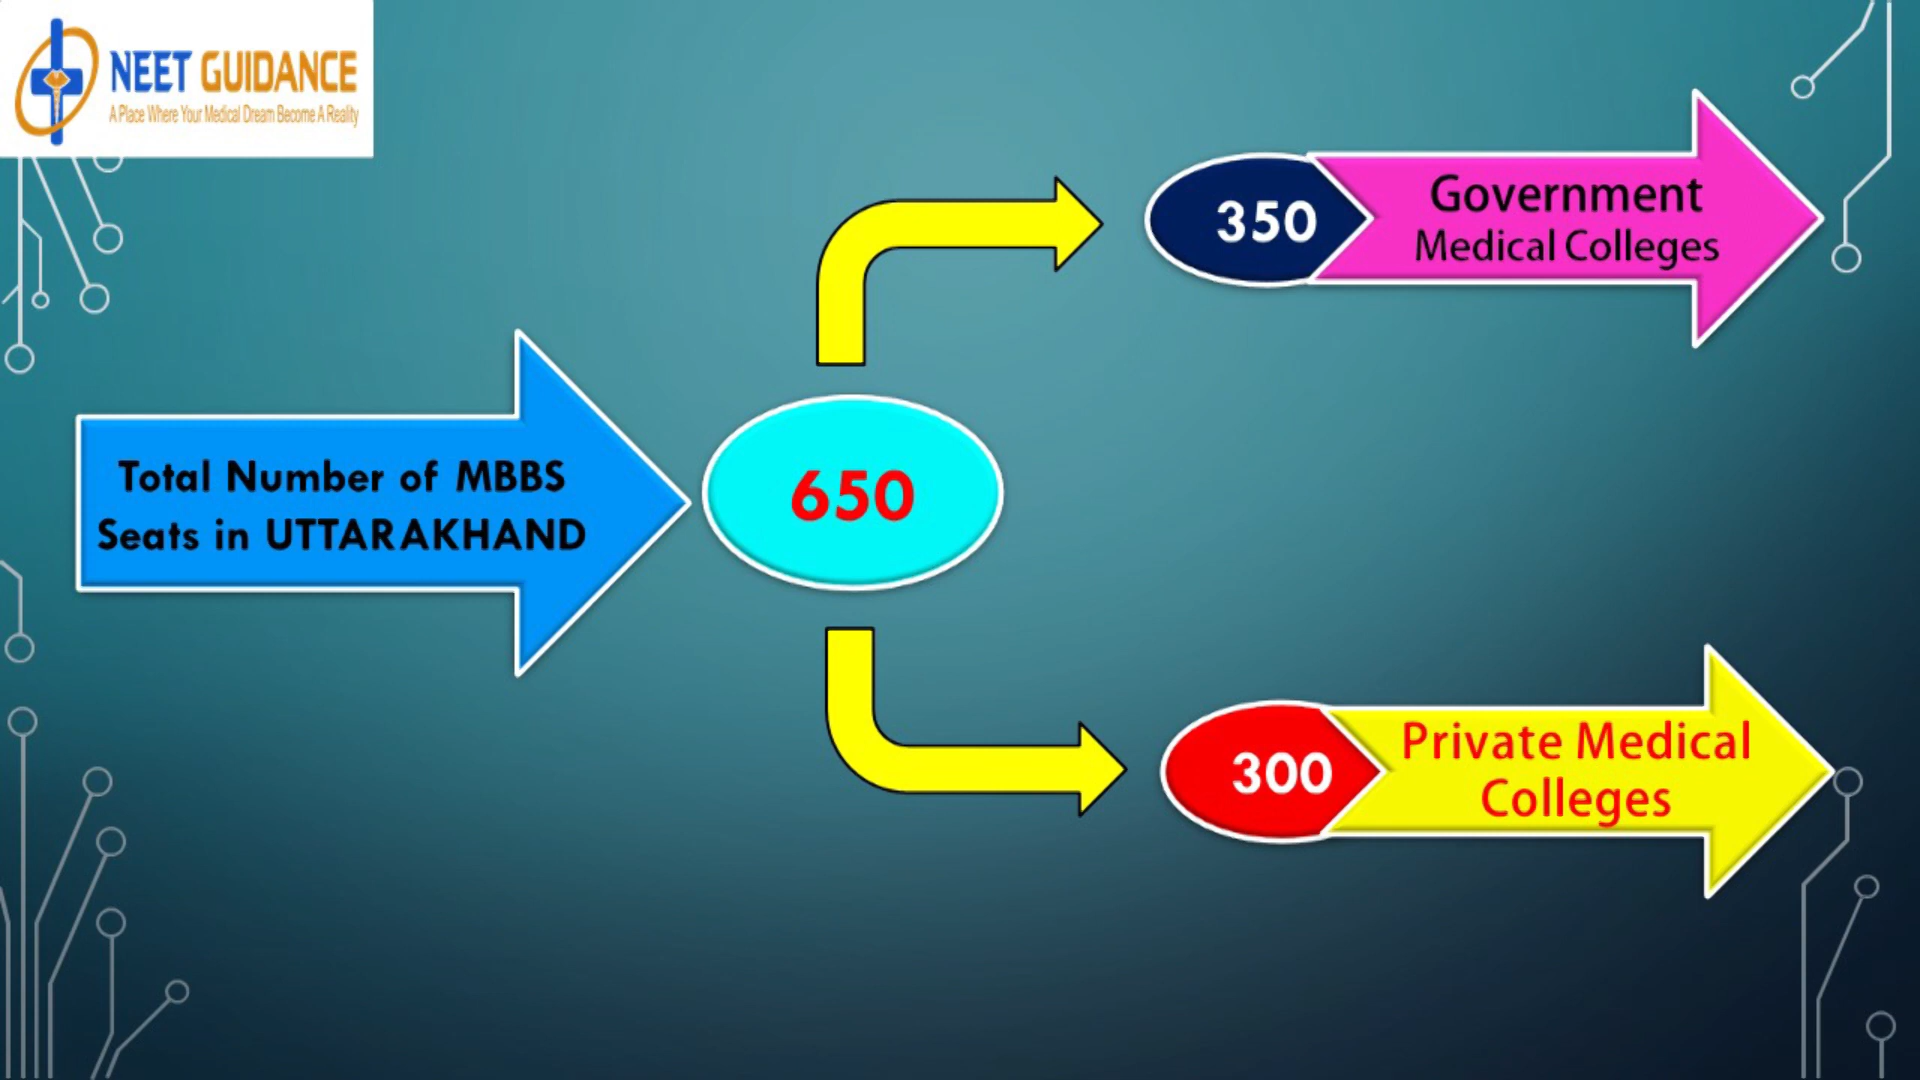 NEET GUIDANCE
A Place Where Your Medical Dream Become A Reality
350
Government
Medical Colleges
Total Number of MBBS
Seats in UTTARAKHAND
650
300
Private Medical
Colleges